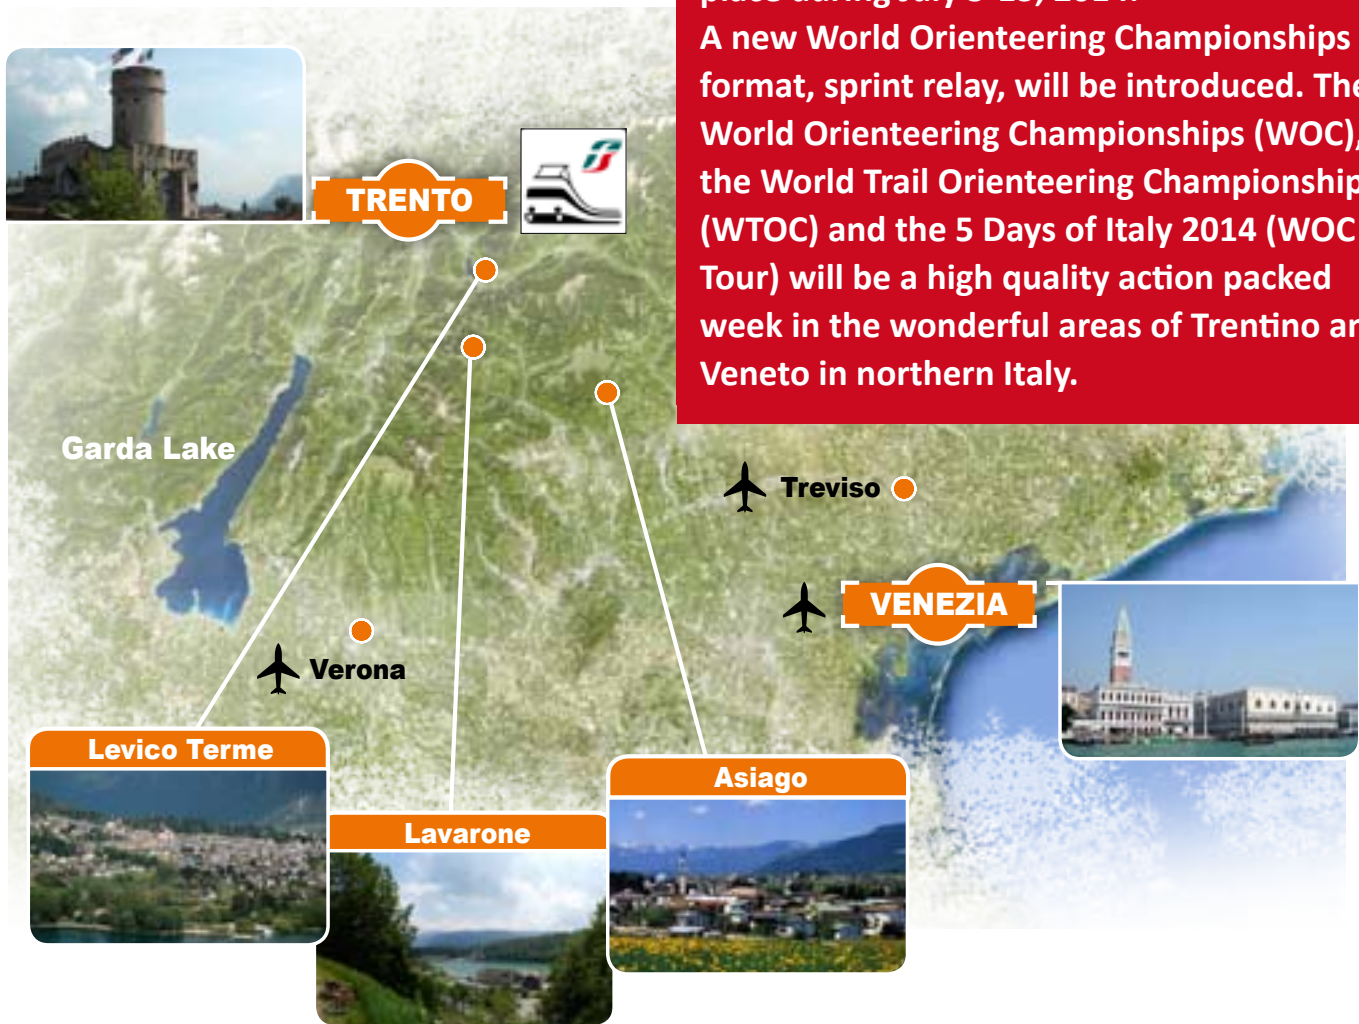 A new World Orienteering Championships
format, sprint relay, will be introduced. The
World Orienteering Championships (WOC),
the World Trail Orienteering Championship
(WTOC) and the 5 Days of Italy 2014 (WOC
Tour) will be a high quality action packed
week in the wonderful areas of Trentino an
Veneto in northern Italy.
TRENTO
Garda Lake
Treviso
VENEZIA
Verona
Levico Terme
Lavarone
Asiago